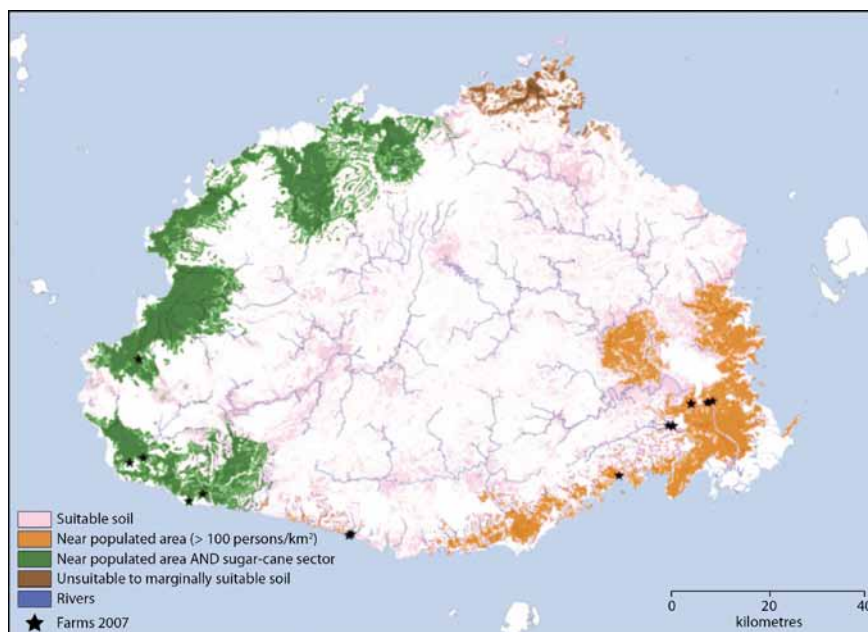 Suitable soil
Near populated area (> 100 persons/km²)
Near populated area AND sugar-cane sector
Unsuitable to marginally suitable soil
Rivers
Farms 2007
0 20 40
kilometres